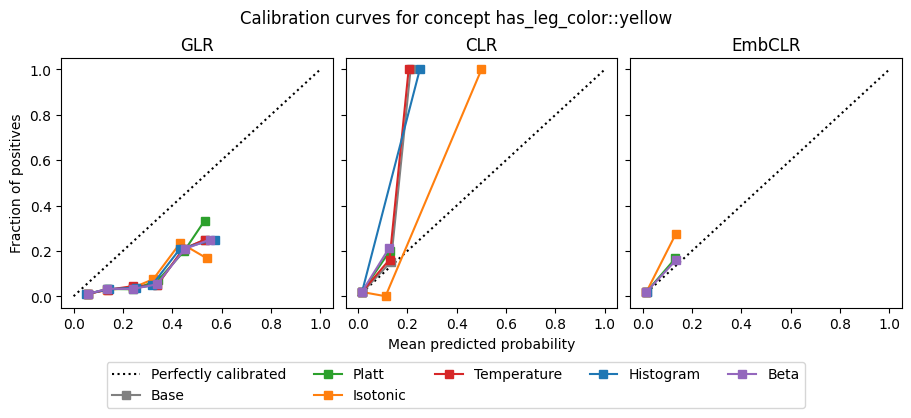 Calibration curves for concept has_leg_color::yellow
GLR
CLR
EmbCLR
Fraction of positives
1.0
0.8
0.6
0.4
0.2
0.0
0.0 0.2 0.4 0.6 0.8 1.0
0.0 0.2 0.4 0.6 0.8 1.0
0.0 0.2 0.4 0.6 0.8 1.0
Mean predicted probability
Perfectly calibrated
Base
Platt
Isotonic
Temperature
Histogram
Beta